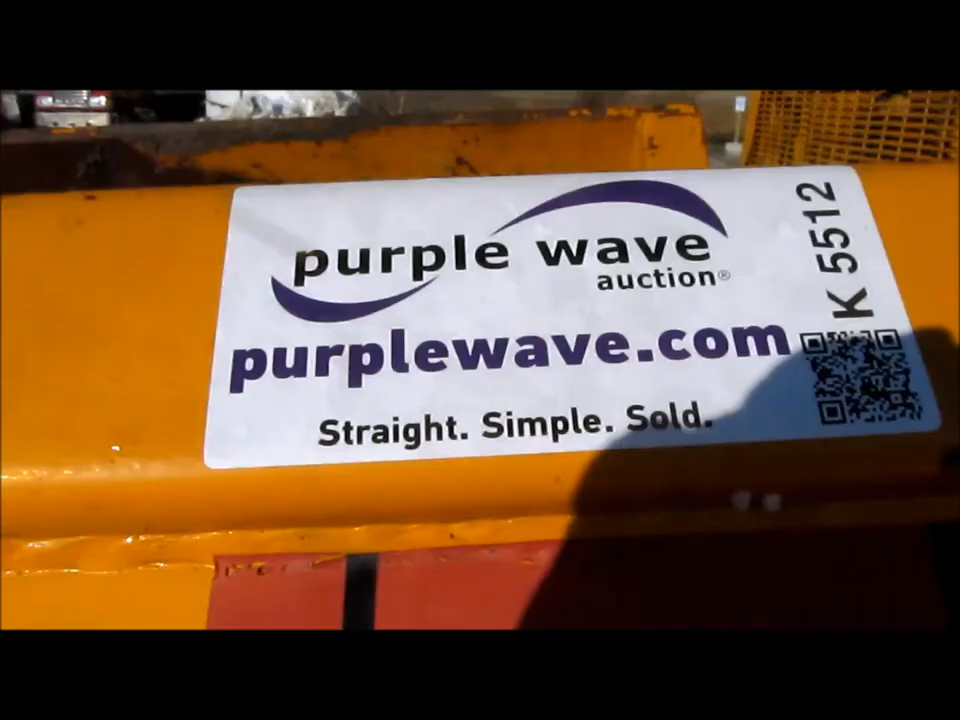 purple wave
auction®
purplewave.com
Straight. Simple. Sold.
K 5512